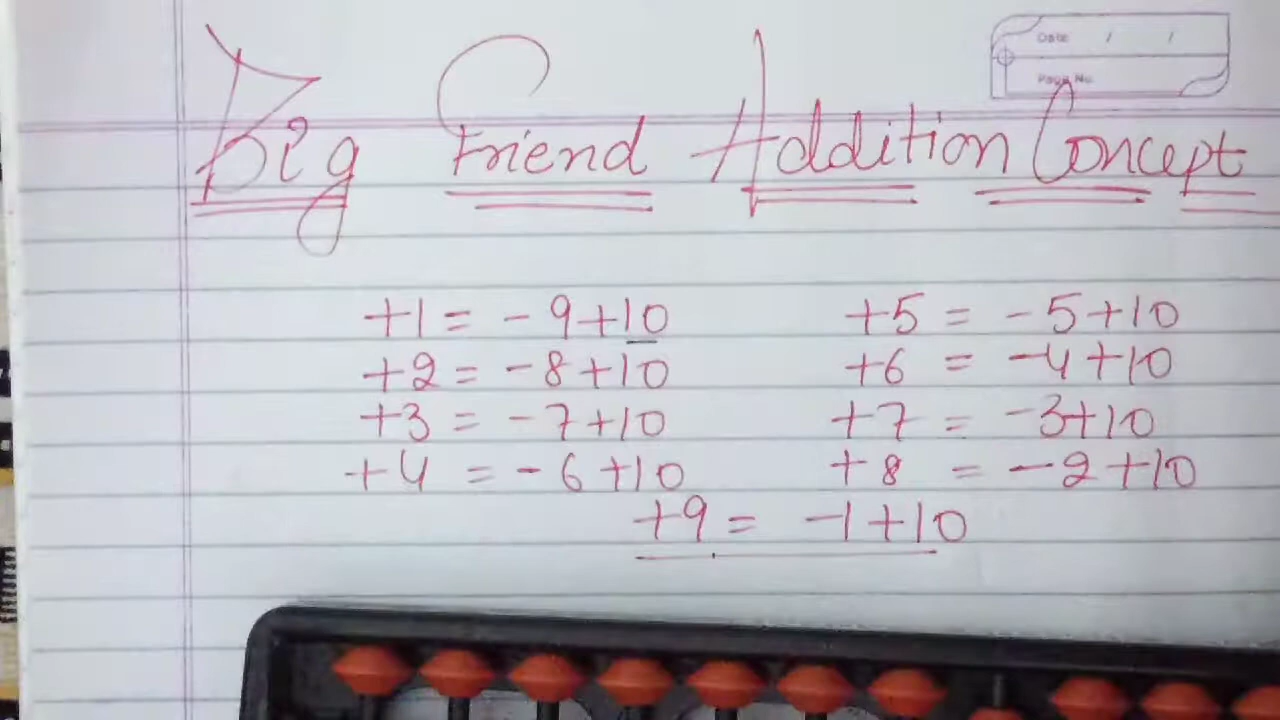 Date / /
Page No.
Big Friend Addition Concept
+1 = -9+10 +5 = -5+10
+2 = -8+10 +6 = -4+10
+3 = -7+10 +7 = -3+10
+4 = -6+10 +8 = -2+10
+9 = -1+10